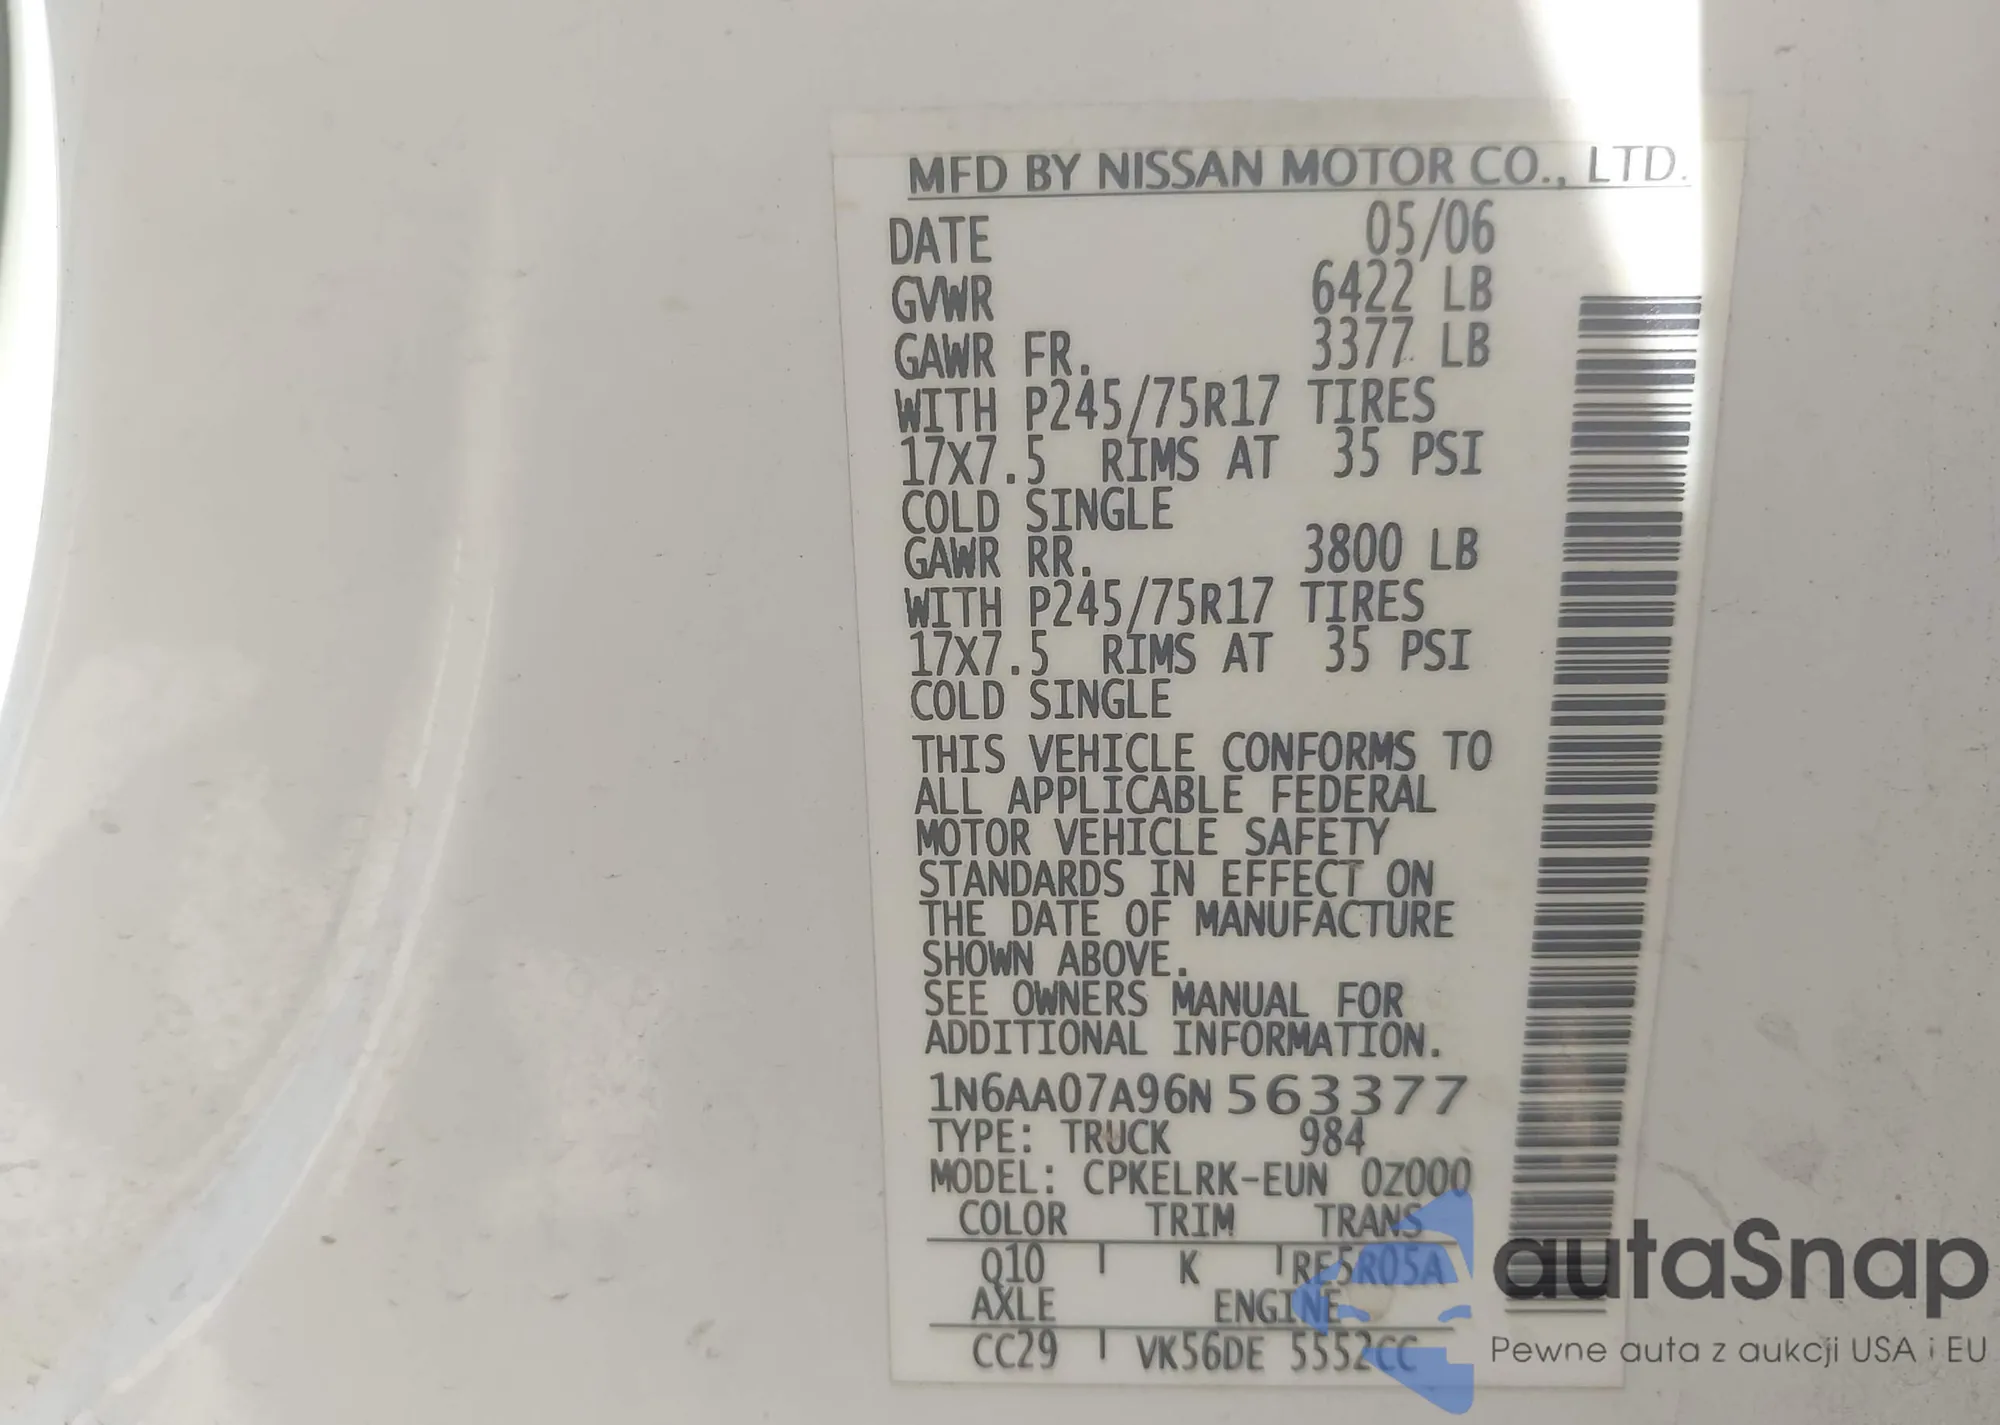 MFD BY NISSAN MOTOR CO., LTD.
DATE 05/06
GVWR 6422 LB
GAWR FR. 3377 LB
WITH P245/75R17 TIRES
17X7.5 RIMS AT 35 PSI
COLD SINGLE
GAWR RR. 3800 LB
WITH P245/75R17 TIRES
17X7.5 RIMS AT 35 PSI
COLD SINGLE
THIS VEHICLE CONFORMS TO
ALL APPLICABLE FEDERAL
MOTOR VEHICLE SAFETY
STANDARDS IN EFFECT ON
THE DATE OF MANUFACTURE
SHOWN ABOVE.
SEE OWNERS MANUAL FOR
ADDITIONAL INFORMATION.
1N6AA07A96N 563377
TYPE: TRUCK 984
MODEL: CPKELRK-EUN 0Z000
COLOR TRIM TRANS
Q10 K RE5R05A
AXLE ENGINE
CC29 VK56DE 5552CC
autaSnap
Pewne auta z aukcji USA i EU